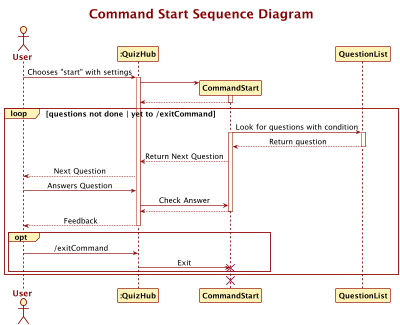 Command Start Sequence Diagram
User
:QuizHub
QuestionList
Chooses "start" with settings
CommandStart
loop [questions not done | yet to /exitCommand]
Look for questions with condition
Return question
Return Next Question
Next Question
Answers Question
Check Answer
Feedback
opt
/exitCommand
Exit
User
:QuizHub
CommandStart
QuestionList